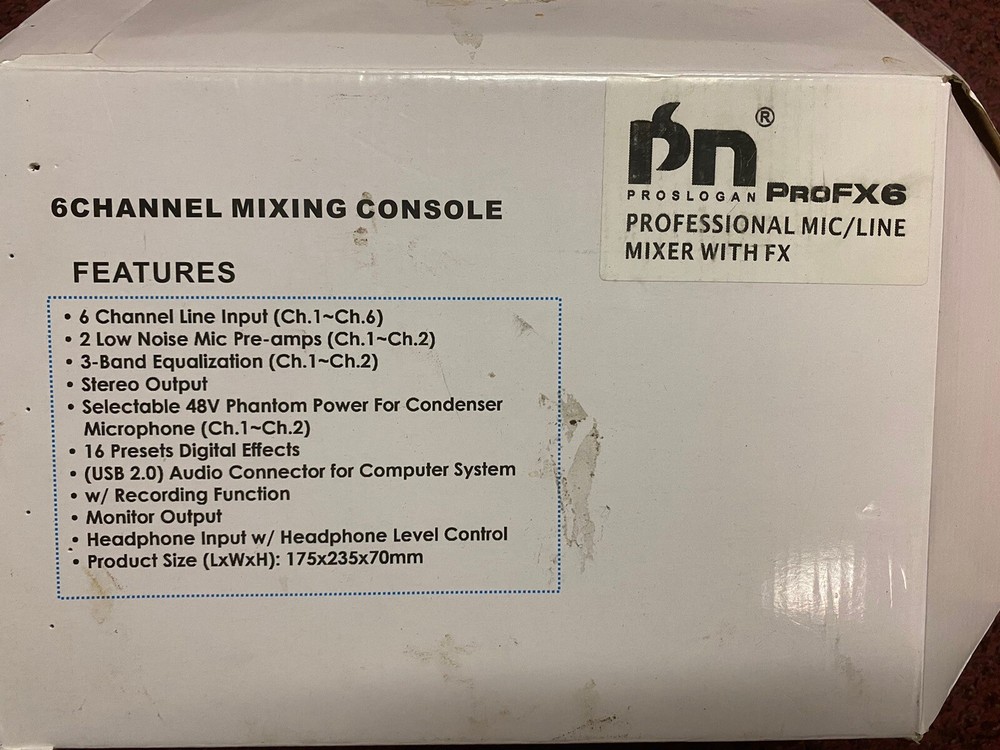 pn®
PROSLOGAN PROFX6
PROFESSIONAL MIC/LINE
MIXER WITH FX
6CHANNEL MIXING CONSOLE
FEATURES
• 6 Channel Line Input (Ch.1~Ch.6)
• 2 Low Noise Mic Pre-amps (Ch.1~Ch.2)
• 3-Band Equalization (Ch.1~Ch.2)
• Stereo Output
• Selectable 48V Phantom Power For Condenser
Microphone (Ch.1~Ch.2)
• 16 Presets Digital Effects
• (USB 2.0) Audio Connector for Computer System
• w/ Recording Function
• Monitor Output
• Headphone Input w/ Headphone Level Control
• Product Size (LxWxH): 175x235x70mm